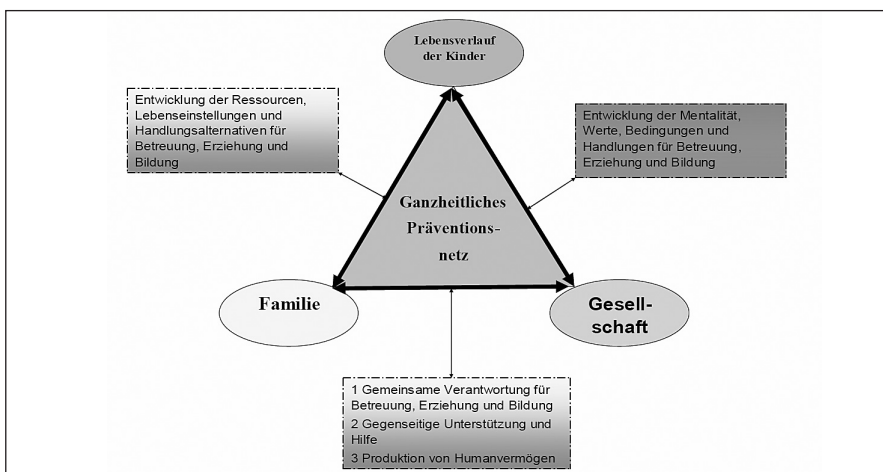 Lebensverlauf
der Kinder
Entwicklung der Ressourcen,
Lebenseinstellungen und
Handlungsalternativen für
Betreuung, Erziehung und
Bildung
Entwicklung der Mentalität,
Werte, Bedingungen und
Handlungen für Betreuung,
Erziehung und Bildung
Ganzheitliches
Präventions-
netz
Familie
Gesell-
schaft
1 Gemeinsame Verantwortung für
Betreuung, Erziehung und Bildung
2 Gegenseitige Unterstützung und
Hilfe
3 Produktion von Humanvermögen